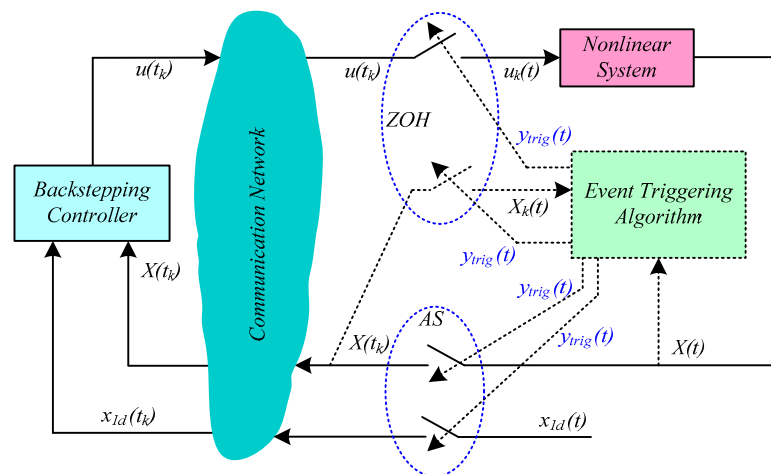 u(tk)
u(tk)
uk(t)
Nonlinear
System
ZOH
ytrig(t)
Backstepping
Controller
Communication Network
Event Triggering
Algorithm
Xk(t)
ytrig(t)
X(tk)
ytrig(t)
AS
ytrig(t)
X(tk)
X(t)
x1d(tk)
x1d(t)